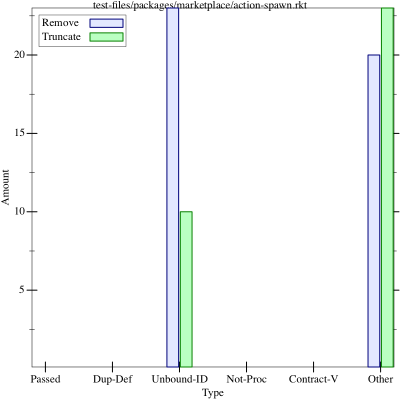 test-files/packages/marketplace/action-spawn.rkt
Remove
Truncate
20
15
10
5
Amount
Passed Dup-Def Unbound-ID Not-Proc Contract-V Other
Type